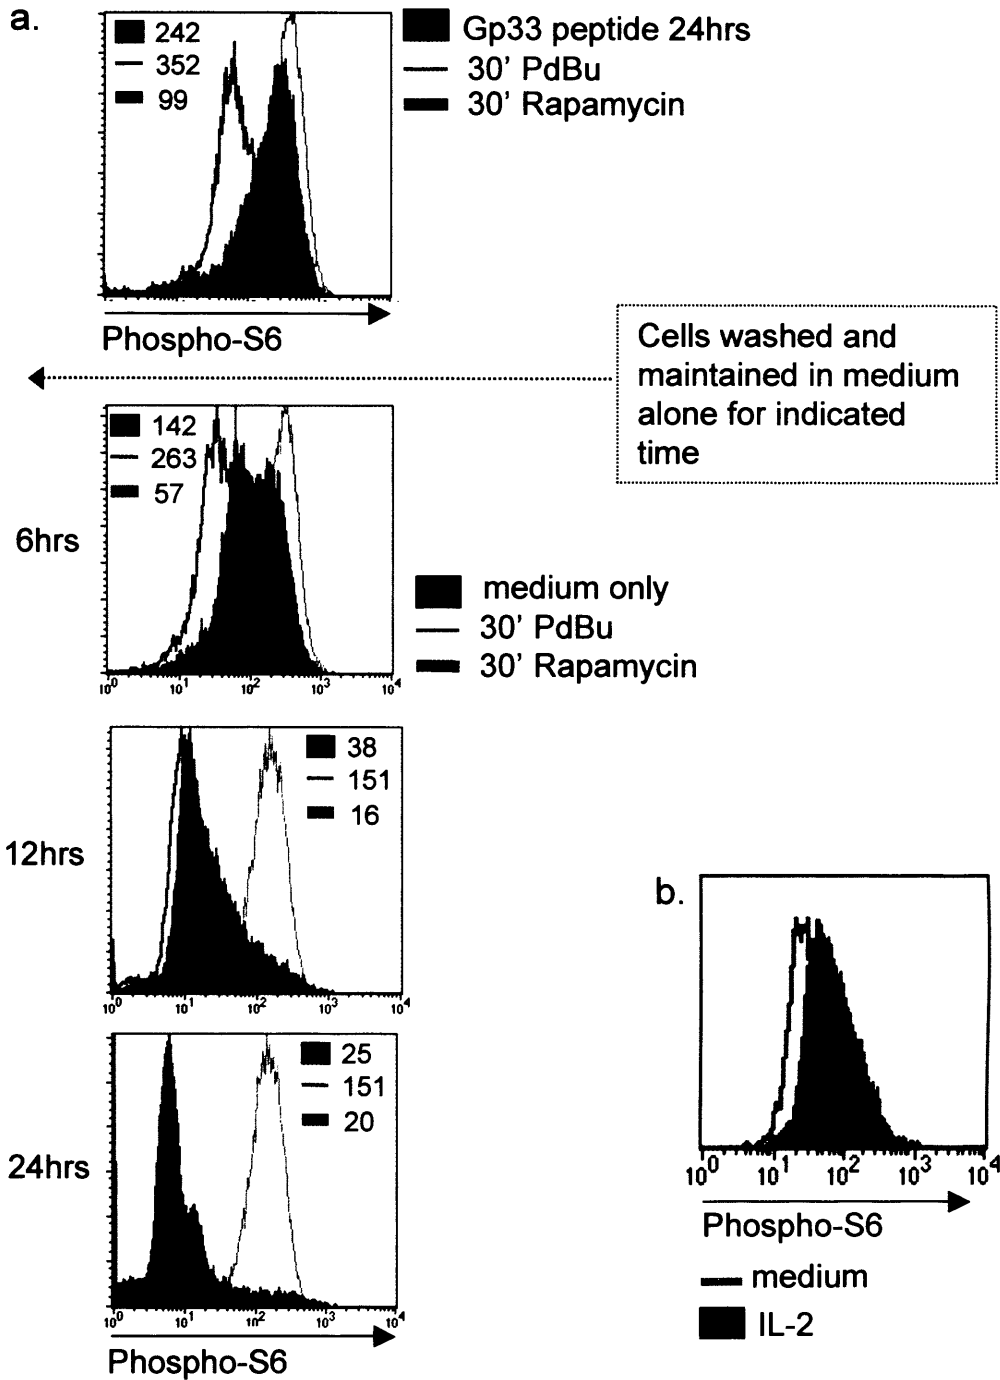 a.
242
352
99
Gp33 peptide 24hrs
30’ PdBu
30’ Rapamycin
Phospho-S6
Cells washed and
maintained in medium
alone for indicated
time
142
263
57
6hrs
10⁰ 10¹ 10² 10³ 10⁴
medium only
30’ PdBu
30’ Rapamycin
38
151
16
12hrs
10⁰ 10¹ 10² 10³ 10⁴
25
151
20
24hrs
10⁰ 10¹ 10² 10³ 10⁴
Phospho-S6
b.
10⁰ 10¹ 10² 10³ 10⁴
Phospho-S6
medium
IL-2